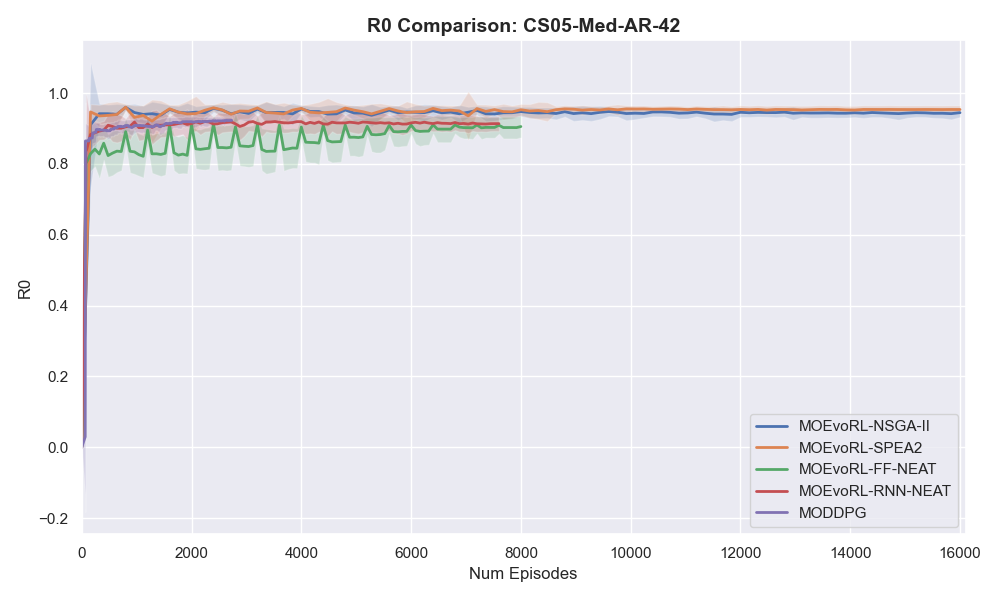 R0 Comparison: CS05-Med-AR-42
R0
1.0
0.8
0.6
0.4
0.2
0.0
−0.2
0 2000 4000 6000 8000 10000 12000 14000 16000
Num Episodes
MOEvoRL-NSGA-II
MOEvoRL-SPEA2
MOEvoRL-FF-NEAT
MOEvoRL-RNN-NEAT
MODDPG